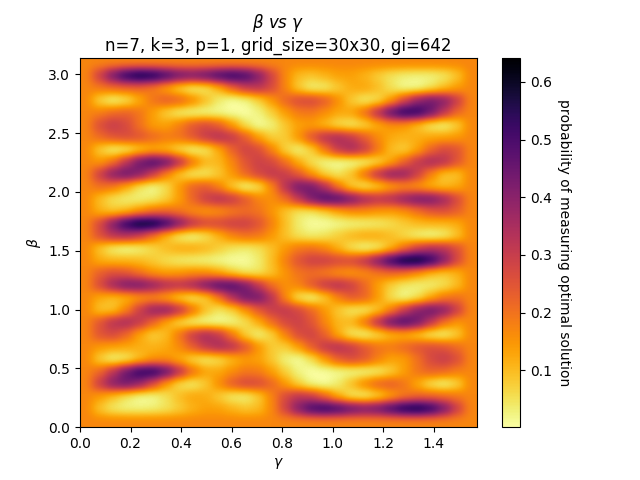 β vs γ
n=7, k=3, p=1, grid_size=30x30, gi=642
3.0
2.5
2.0
1.5
1.0
0.5
0.0
β
0.0 0.2 0.4 0.6 0.8 1.0 1.2 1.4
γ
0.6
0.5
0.4
0.3
0.2
0.1
probability of measuring optimal solution